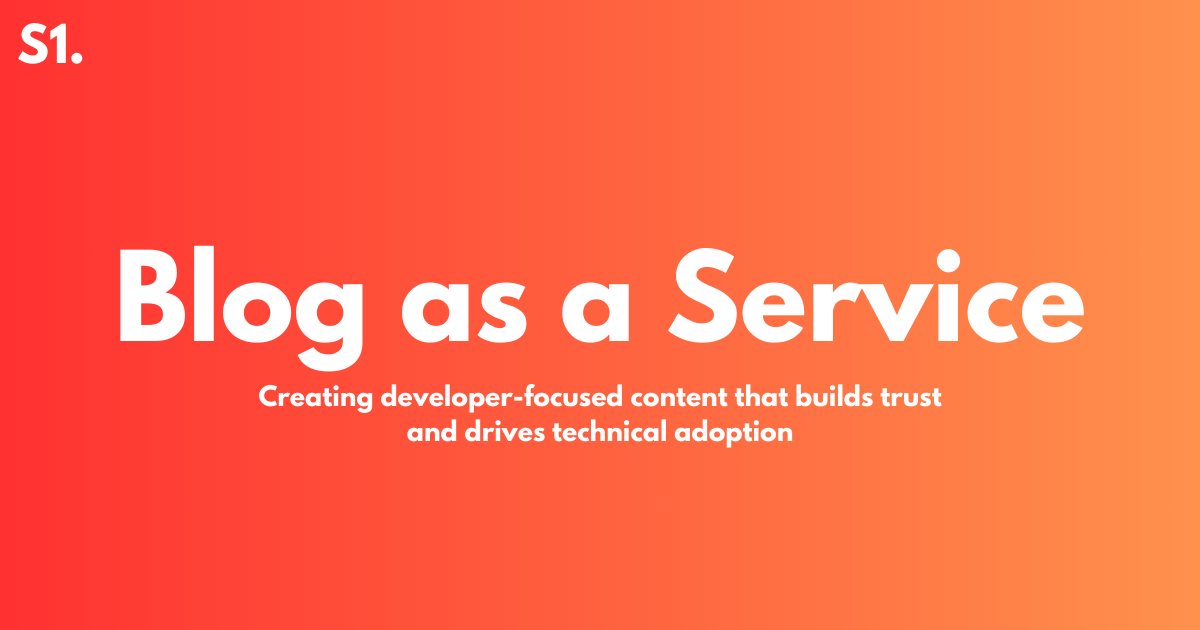 S1.
Blog as a Service
Creating developer-focused content that builds trust
and drives technical adoption